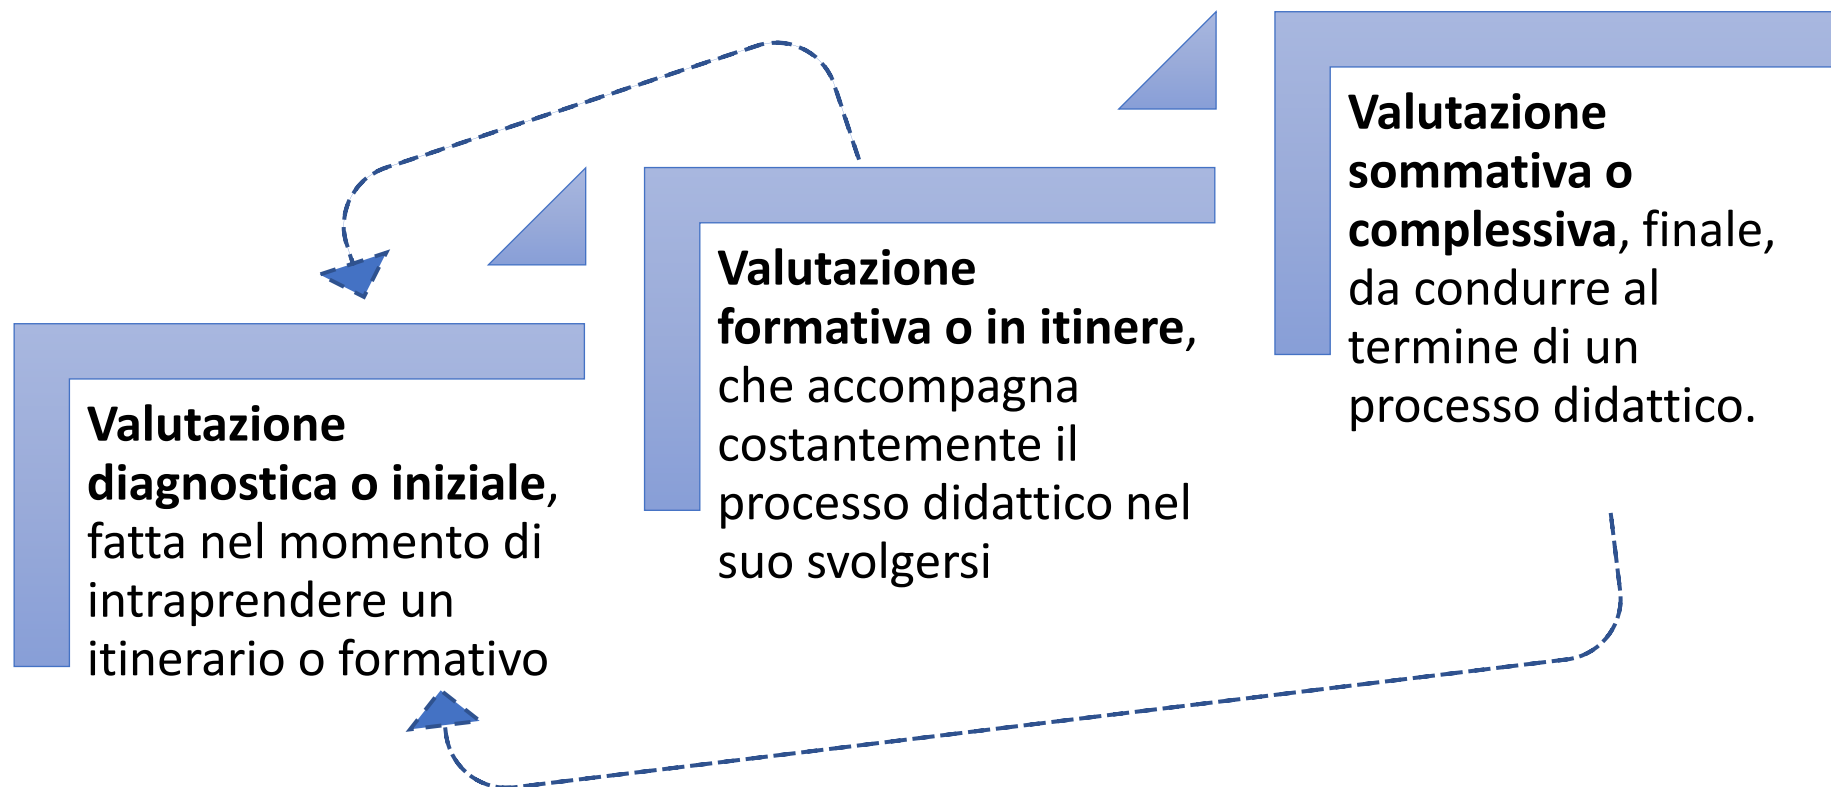 Valutazione
diagnostica o iniziale,
fatta nel momento di
intraprendere un
itinerario o formativo
Valutazione
formativa o in itinere,
che accompagna
costantemente il
processo didattico nel
suo svolgersi
Valutazione
sommativa o
complessiva, finale,
da condurre al
termine di un
processo didattico.